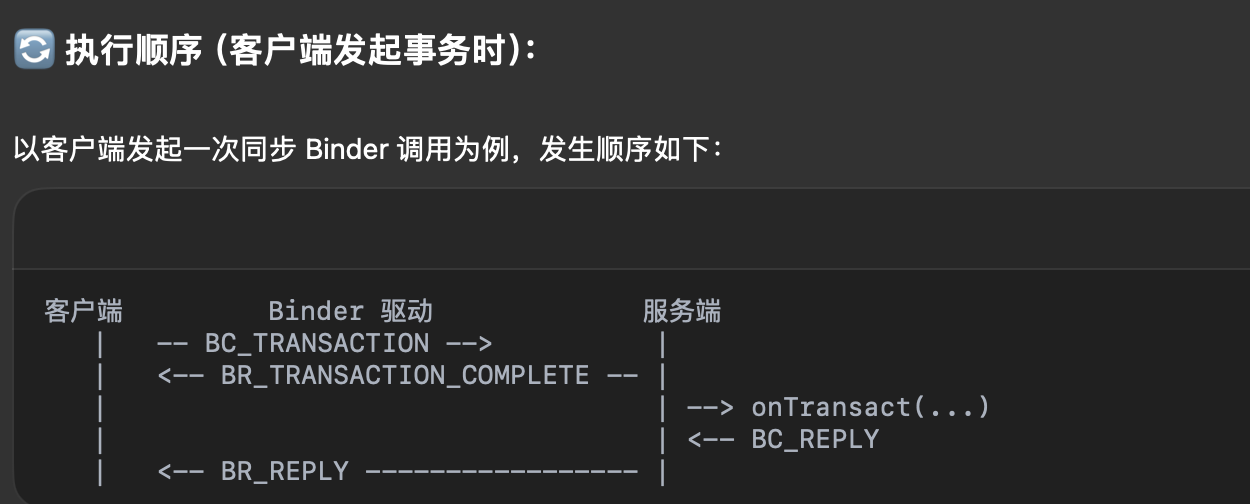 🔄 执行顺序 (客户端发起事务时):
以客户端发起一次同步 Binder 调用为例，发生顺序如下：
客户端 Binder 驱动 服务端
| -- BC_TRANSACTION --> |
| <-- BR_TRANSACTION_COMPLETE -- |
| | --> onTransact(...)
| | <-- BC_REPLY
| <-- BR_REPLY ----------------- |